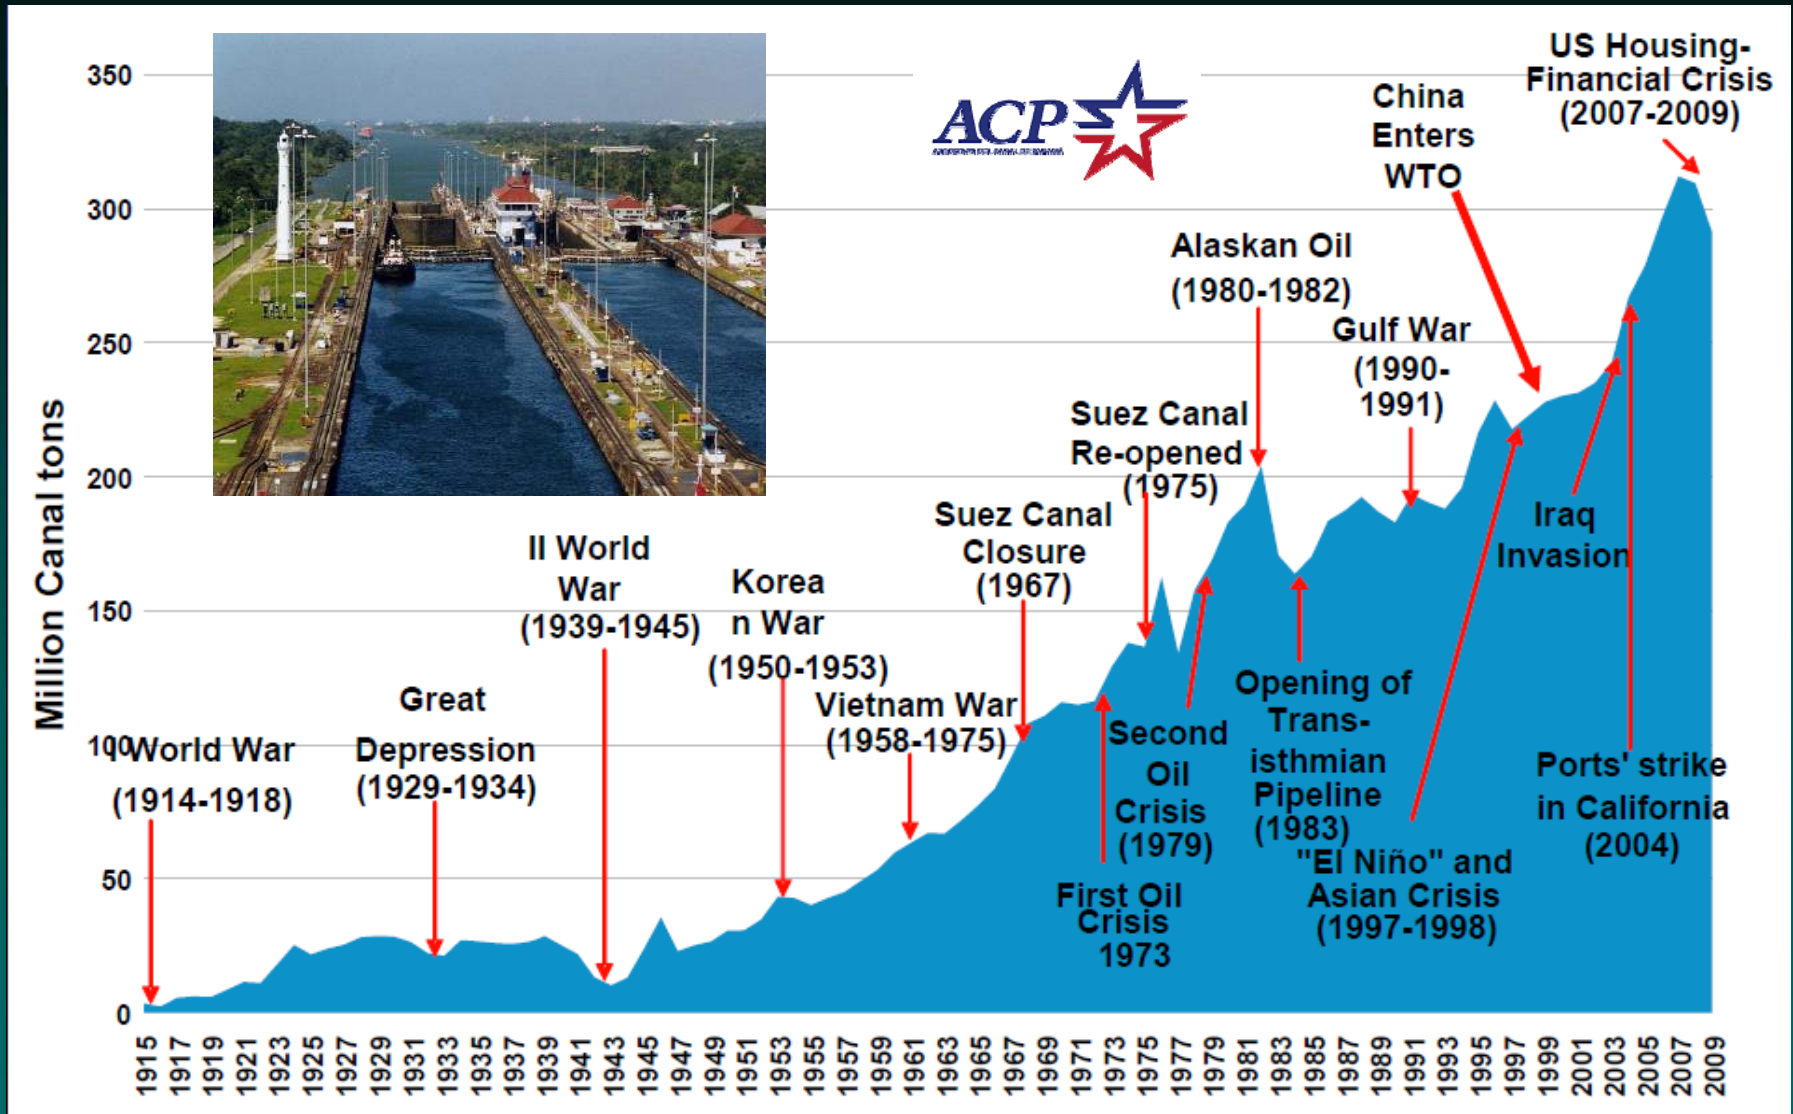 350
300
250
200
150
100
50
0
Million Canal tons
ACP
World War
(1914-1918)
Great
Depression
(1929-1934)
II World
War
(1939-1945)
Korea
n War
(1950-1953)
Vietnam War
(1958-1975)
Suez Canal
Closure
(1967)
Suez Canal
Re-opened
(1975)
First Oil
Crisis
1973
Second
Oil
Crisis
(1979)
Alaskan Oil
(1980-1982)
Opening of
Trans-
isthmian
Pipeline
(1983)
Gulf War
(1990-
1991)
"El Niño" and
Asian Crisis
(1997-1998)
China
Enters
WTO
Iraq
Invasion
Ports' strike
in California
(2004)
US Housing-
Financial Crisis
(2007-2009)
1915
1917
1919
1921
1923
1925
1927
1929
1931
1933
1935
1937
1939
1941
1943
1945
1947
1949
1951
1953
1955
1957
1959
1961
1963
1965
1967
1969
1971
1973
1975
1977
1979
1981
1983
1985
1987
1989
1991
1993
1995
1997
1999
2001
2003
2005
2007
2009